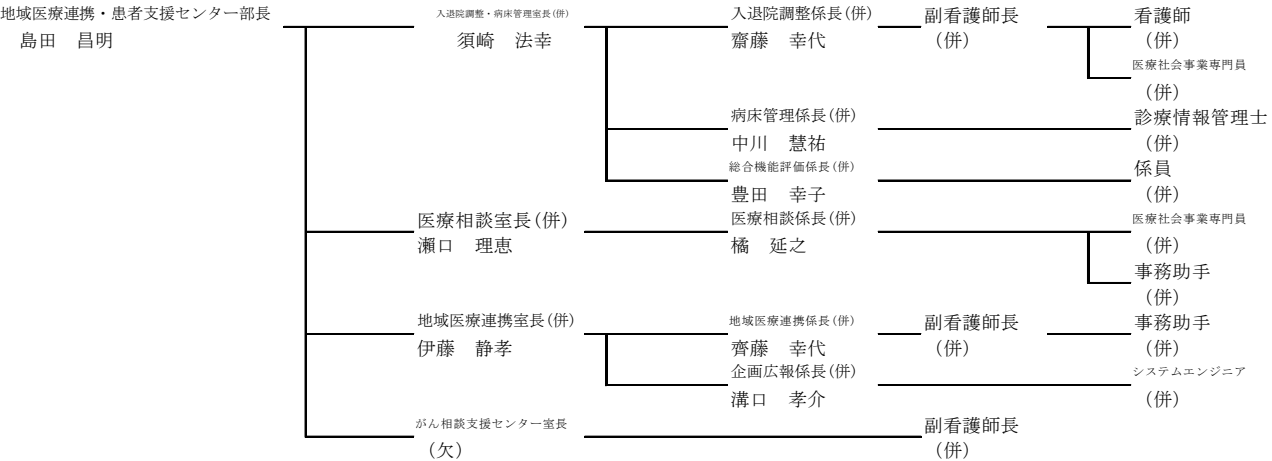 地域医療連携・患者支援センター部長
島田　昌明
入退院調整・病床管理室長(併)
須崎　法幸
入退院調整係長(併)
齋藤　幸代
副看護師長
(併)
看護師
(併)
医療社会事業専門員
(併)
病床管理係長(併)
中川　慧祐
診療情報管理士
(併)
総合機能評価係長(併)
豊田　幸子
係員
(併)
医療相談室長(併)
瀨口　理恵
医療相談係長(併)
橘　延之
医療社会事業専門員
(併)
事務助手
(併)
地域医療連携室長(併)
伊藤　静孝
地域医療連携係長(併)
齊藤　幸代
副看護師長
(併)
事務助手
(併)
企画広報係長(併)
溝口　孝介
システムエンジニア
(併)
がん相談支援センター室長
(欠)
副看護師長
(併)